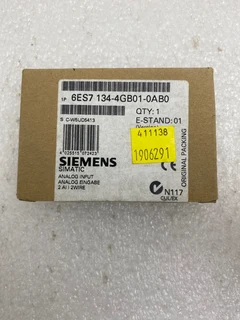 1P 6ES7 134-4GB01-0AB0
QTY: 1
S C-W5UD5413
E-STAND: 01
411138
1906291
SIEMENS
SIMATIC
ANALOG INPUT
ANALOG EINGABE
2 AI I 2WIRE
N117
ORIGINAL PACKING